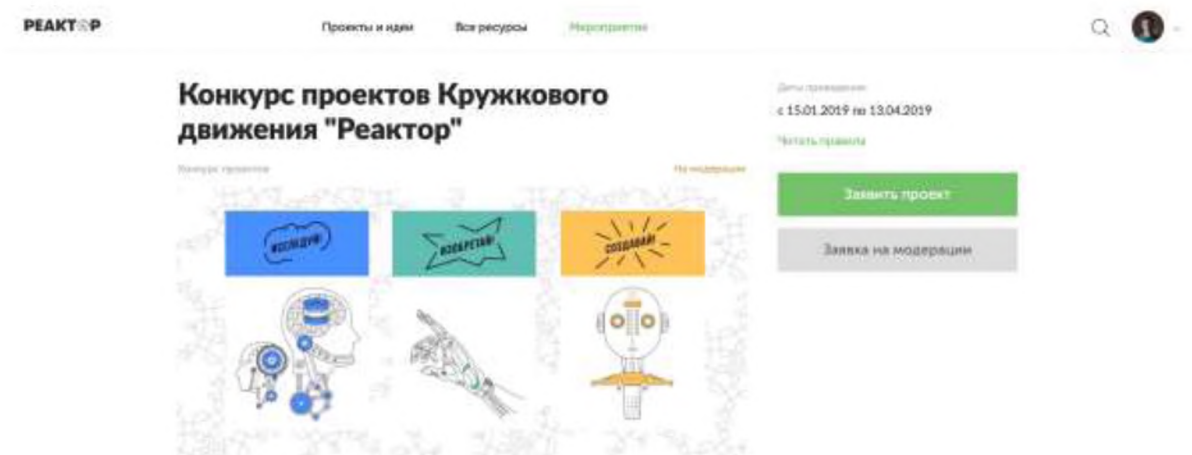 РЕАКТОР
Проекты и идеи
Все ресурсы
Мероприятия
Конкурс проектов Кружкового
движения "Реактор"
Конкурс проектов
На модерации
ИССЛЕДУЙ!
ИЗОБРЕТАЙ!
СОЗДАВАЙ!
Даты проведения
с 15.01.2019 по 13.04.2019
Читать правила
Заявить проект
Заявка на модерации